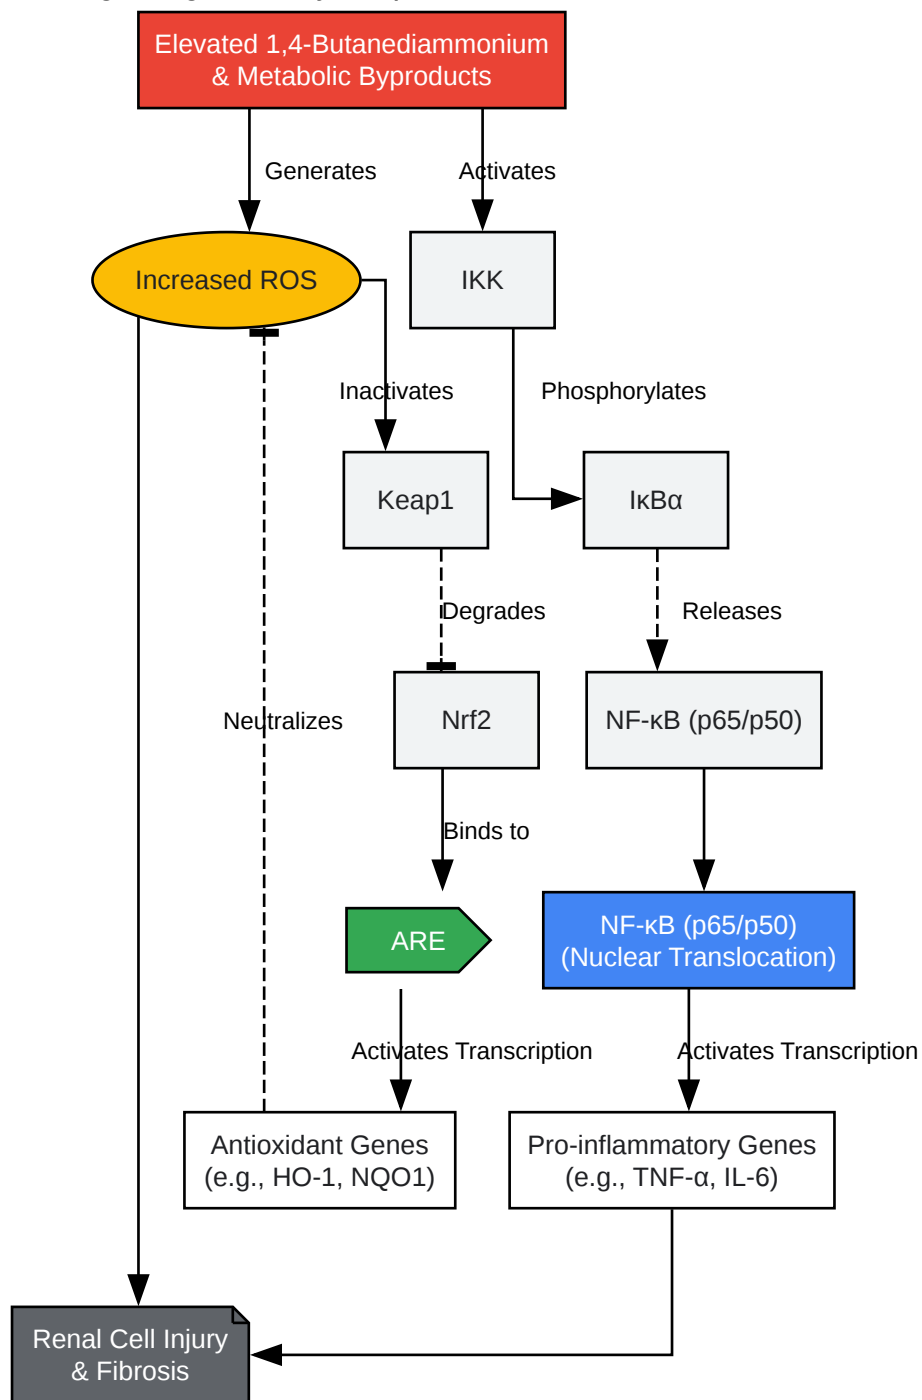 Elevated 1,4-Butanediammonium
& Metabolic Byproducts
Generates
Activates
Increased ROS
IKK
Inactivates
Phosphorylates
Keap1
IκBα
Degrades
Releases
Neutralizes
Nrf2
NF-κB (p65/p50)
Binds to
ARE
NF-κB (p65/p50)
(Nuclear Translocation)
Activates Transcription
Activates Transcription
Antioxidant Genes
(e.g., HO-1, NQO1)
Pro-inflammatory Genes
(e.g., TNF-α, IL-6)
Renal Cell Injury
& Fibrosis